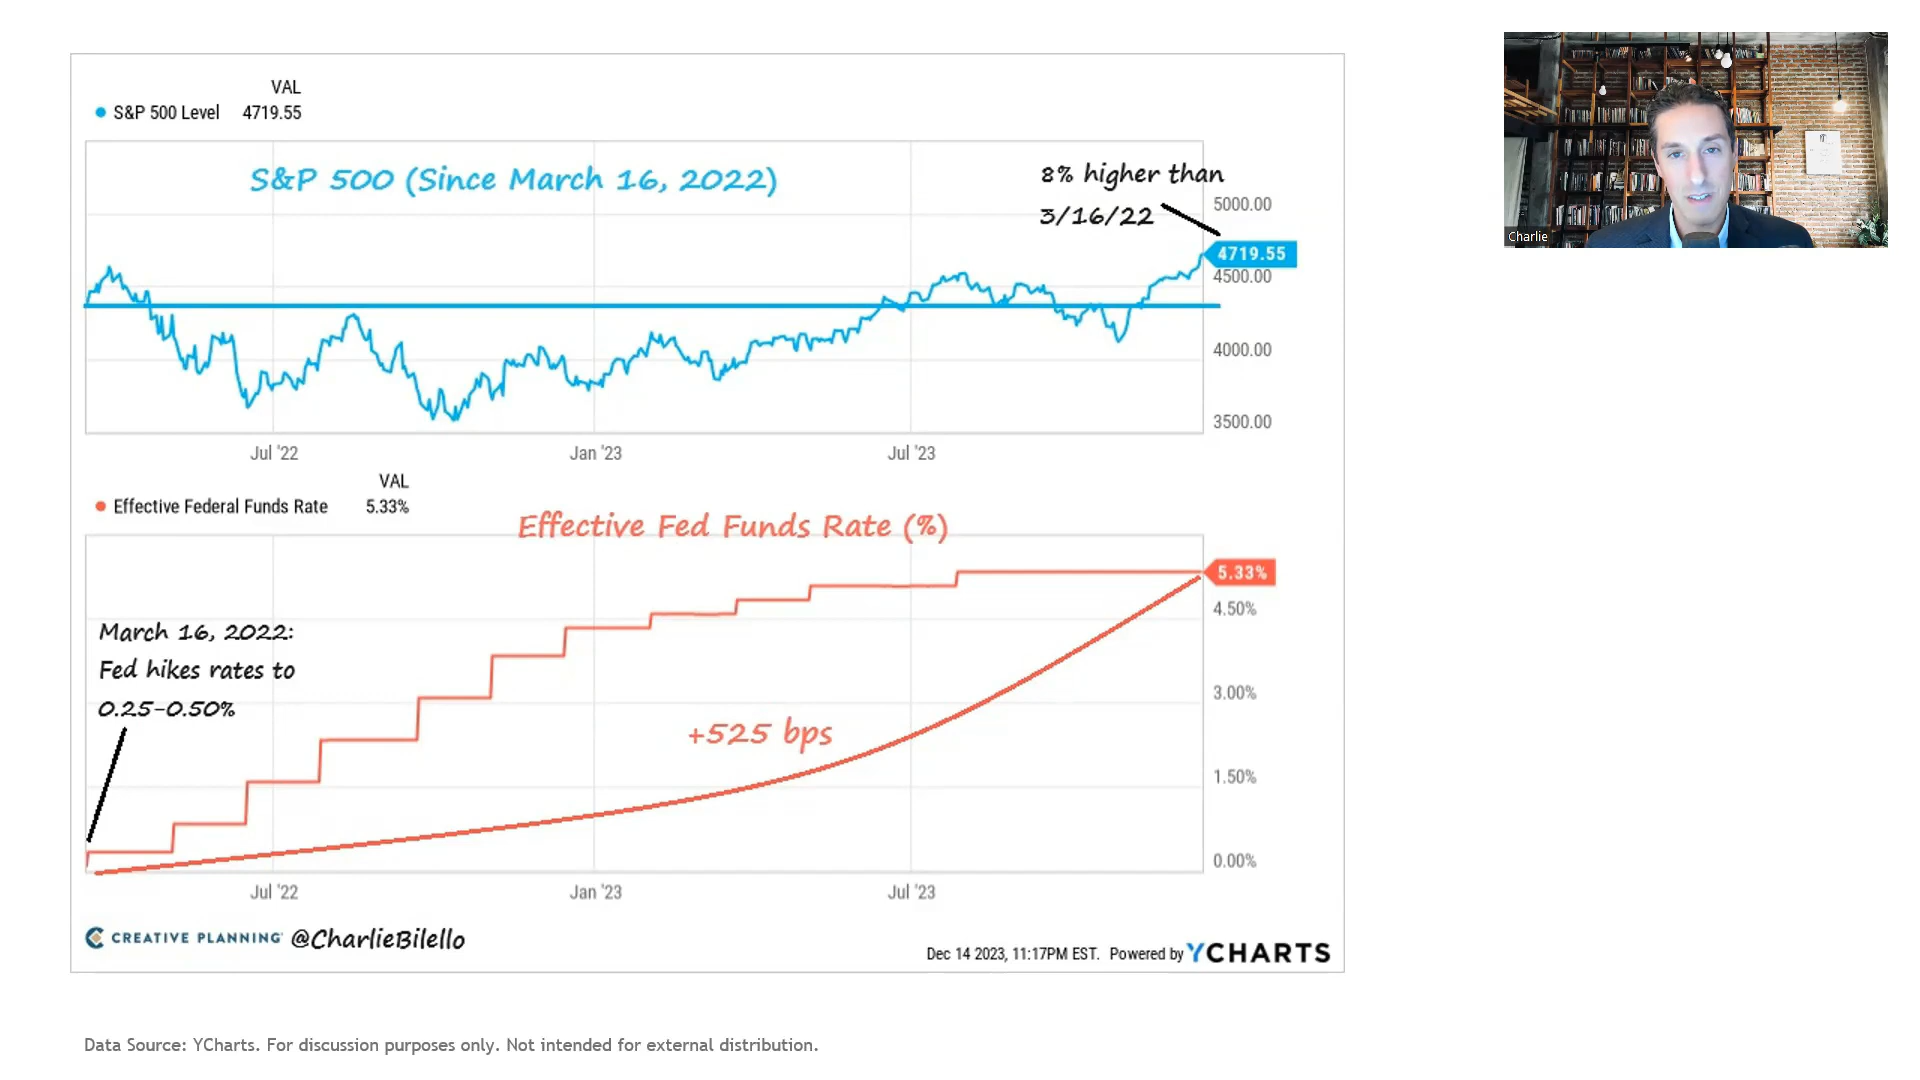 VAL
S&P 500 Level 4719.55
S&P 500 (Since March 16, 2022)
8% higher than
3/16/22
5000.00
4719.55
4500.00
4000.00
3500.00
Jul '22 Jan '23 Jul '23
VAL
Effective Federal Funds Rate 5.33%
Effective Fed Funds Rate (%)
5.33%
4.50%
March 16, 2022:
Fed hikes rates to
0.25-0.50%
3.00%
+525 bps
1.50%
0.00%
Jul '22 Jan '23 Jul '23
CREATIVE PLANNING @CharlieBilello
Dec 14 2023, 11:17PM EST. Powered by YCHARTS
Data Source: YCharts. For discussion purposes only. Not intended for external distribution.
Charlie